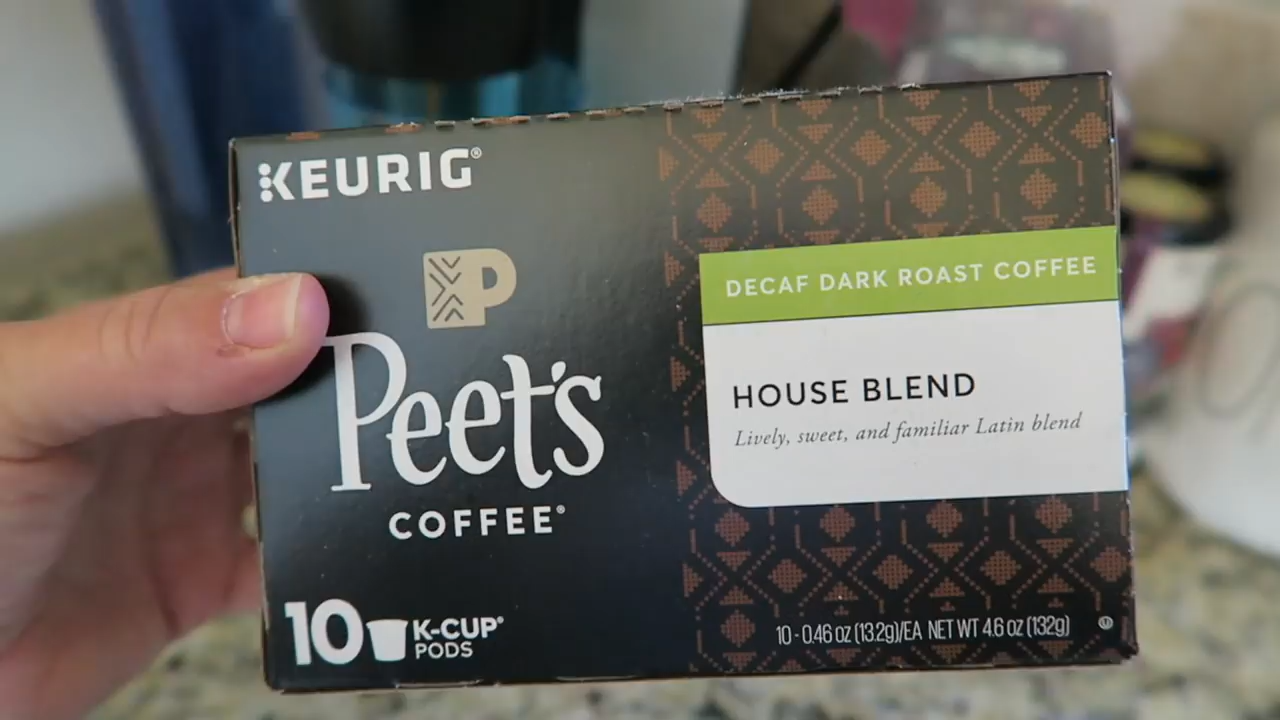 KEURIG®
P
Peet's
COFFEE®
10 K-CUP®
PODS
DECAF DARK ROAST COFFEE
HOUSE BLEND
Lively, sweet, and familiar Latin blend
10 - 0.46 oz (13.2g)/EA NET WT 4.6 oz (132g)